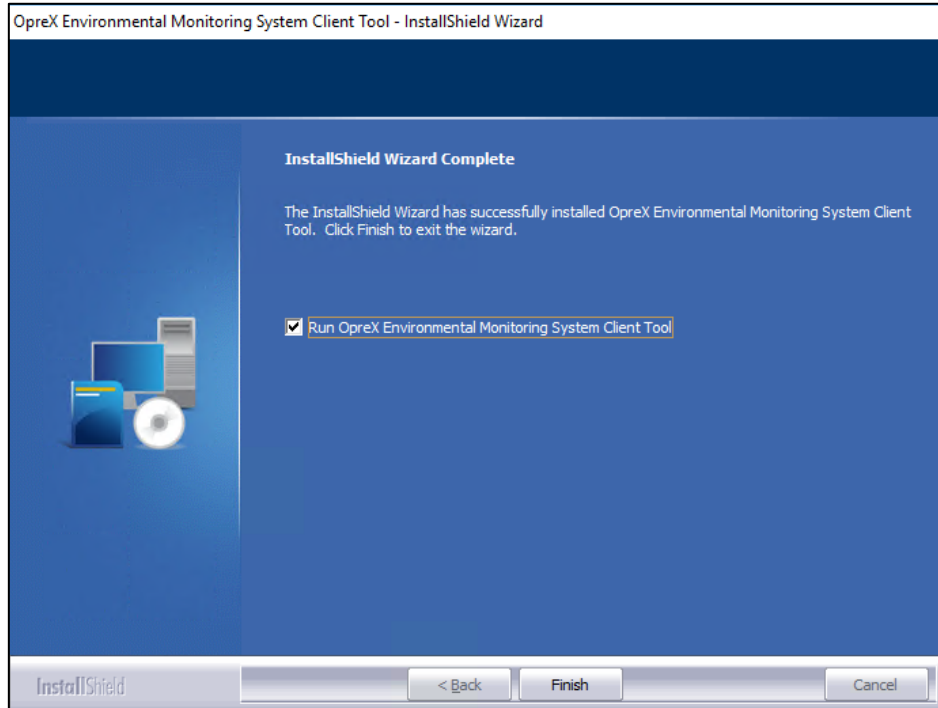 OpreX Environmental Monitoring System Client Tool - InstallShield Wizard
InstallShield Wizard Complete
The InstallShield Wizard has successfully installed OpreX Environmental Monitoring System Client
Tool. Click Finish to exit the wizard.
Run OpreX Environmental Monitoring System Client Tool
InstallShield
< Back
Finish
Cancel